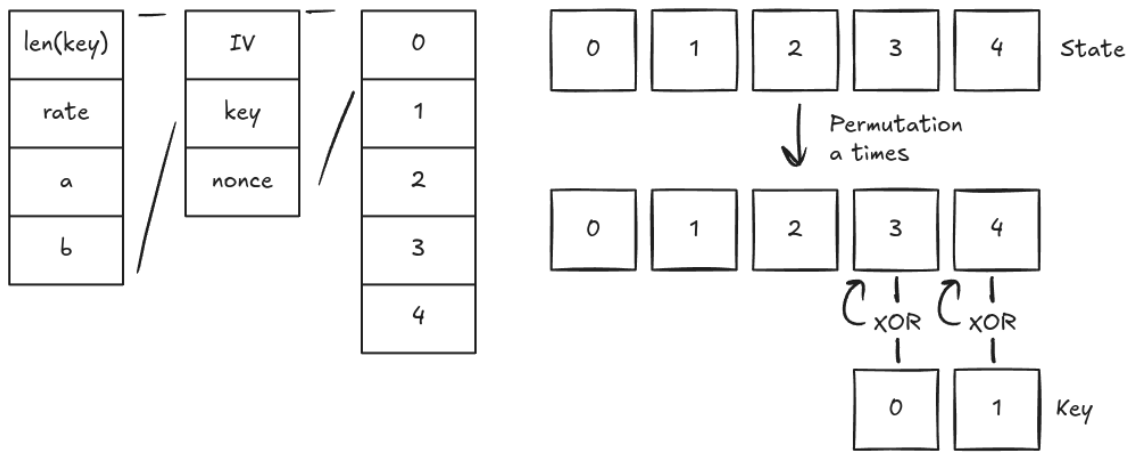 len(key)
rate
a
b
IV
key
nonce
0
1
2
3
4
0 1 2 3 4 State
Permutation
a times
0 1 2 3 4
XOR XOR
0 1 Key